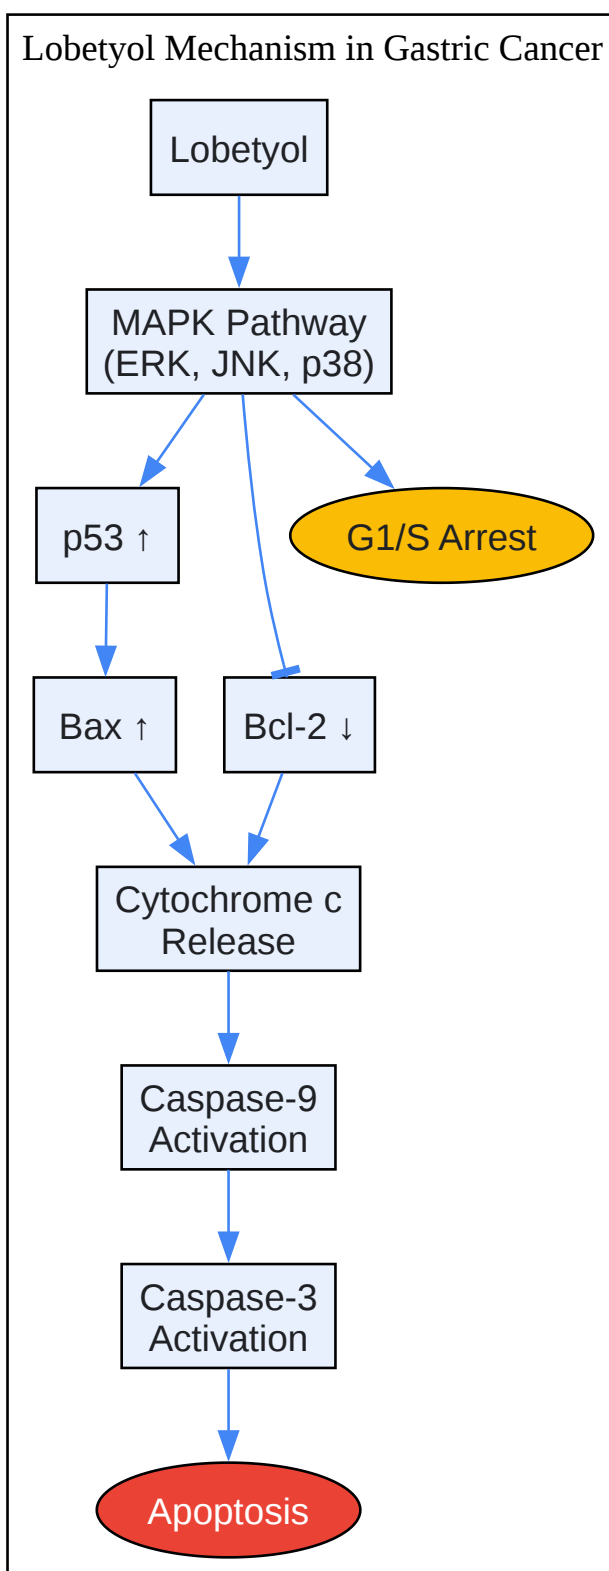 Lobetyol Mechanism in Gastric Cancer
Lobetyol
MAPK Pathway
(ERK, JNK, p38)
p53 ↑
G1/S Arrest
Bax ↑
Bcl-2 ↓
Cytochrome c
Release
Caspase-9
Activation
Caspase-3
Activation
Apoptosis